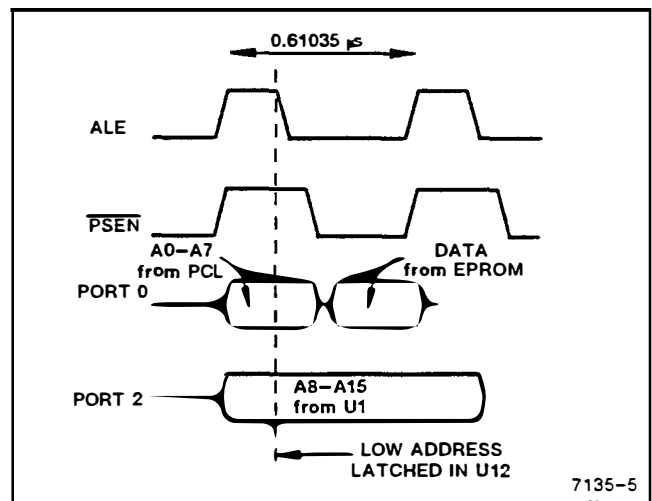 0.61035 µs
ALE
PSEN
A0–A7
from PCL
DATA
from EPROM
PORT 0
A8–A15
from U1
PORT 2
LOW ADDRESS
LATCHED IN U12
7135-5